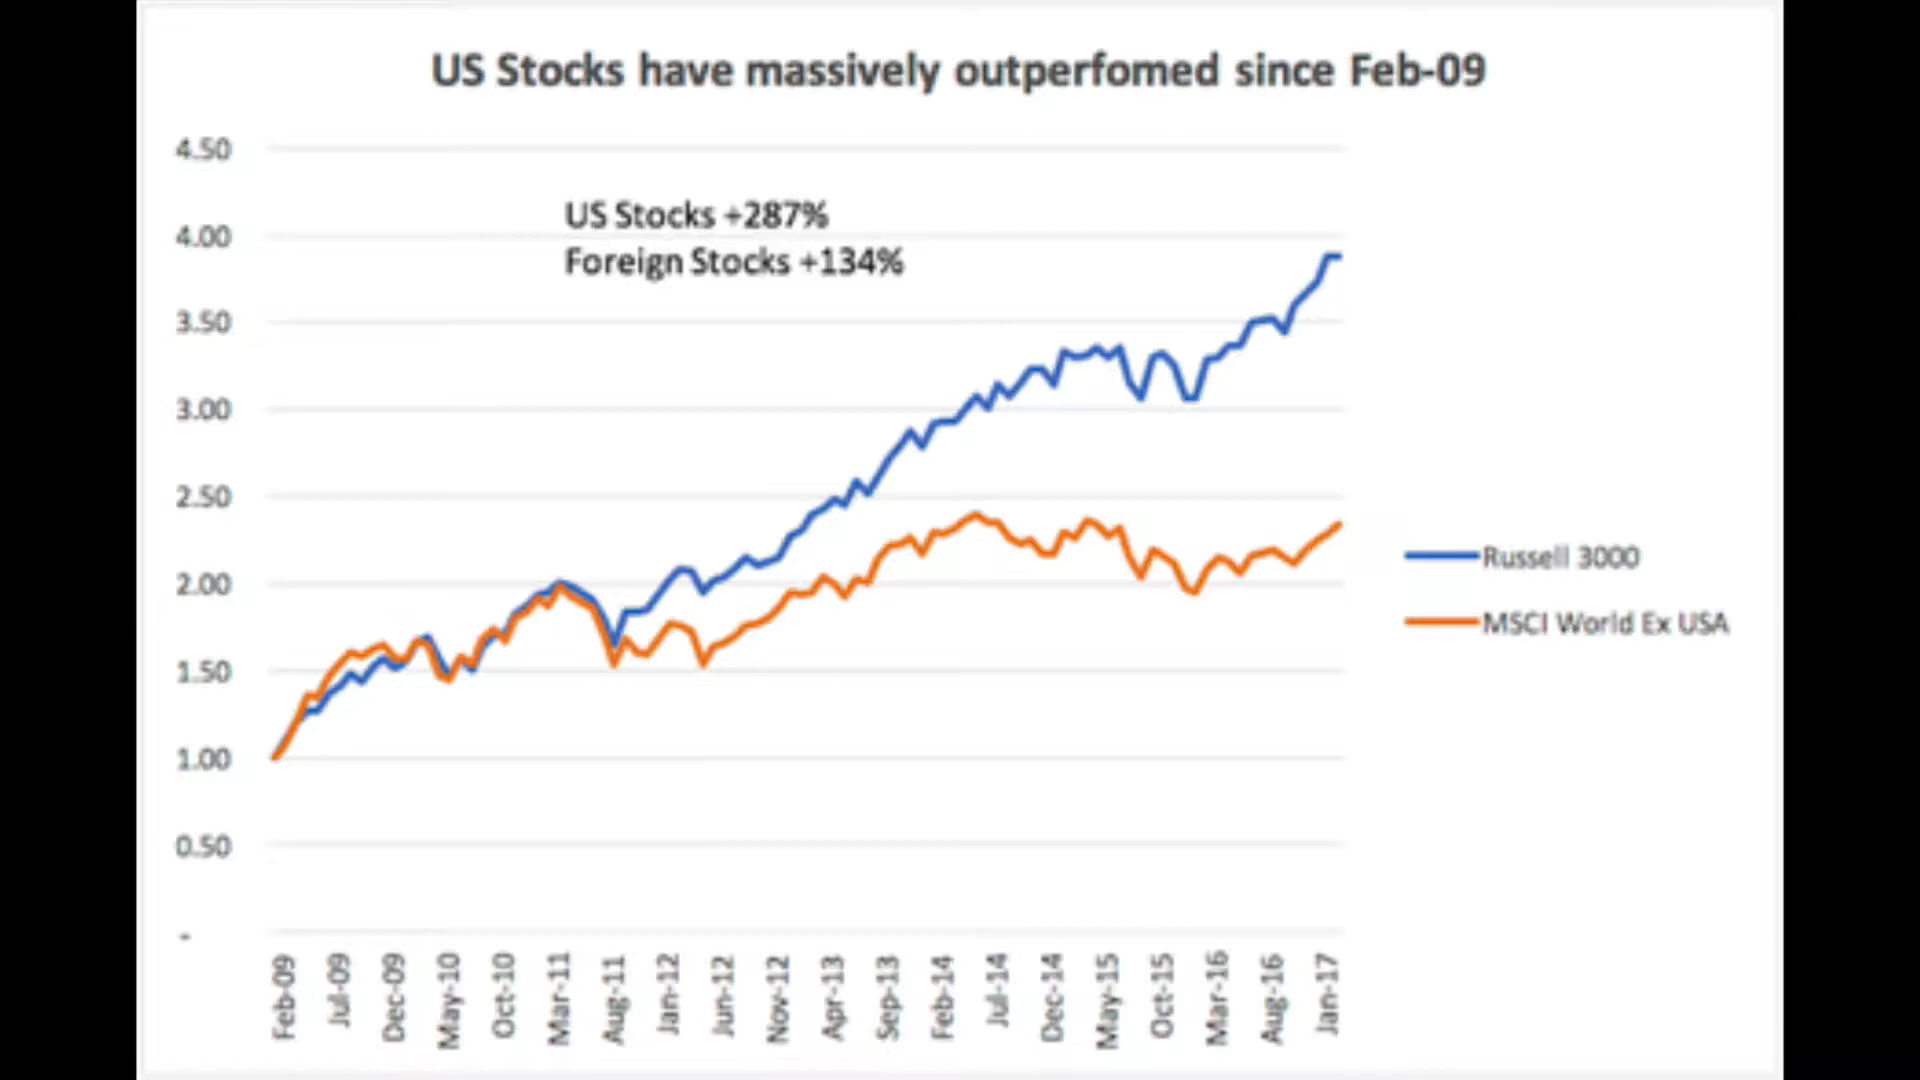 US Stocks have massively outperfomed since Feb-09
4.50
4.00
3.50
3.00
2.50
2.00
1.50
1.00
0.50
-
US Stocks +287%
Foreign Stocks +134%
Russell 3000
MSCI World Ex USA
Feb-09
Jul-09
Dec-09
May-10
Oct-10
Mar-11
Aug-11
Jan-12
Jun-12
Nov-12
Apr-13
Sep-13
Feb-14
Jul-14
Dec-14
May-15
Oct-15
Mar-16
Aug-16
Jan-17